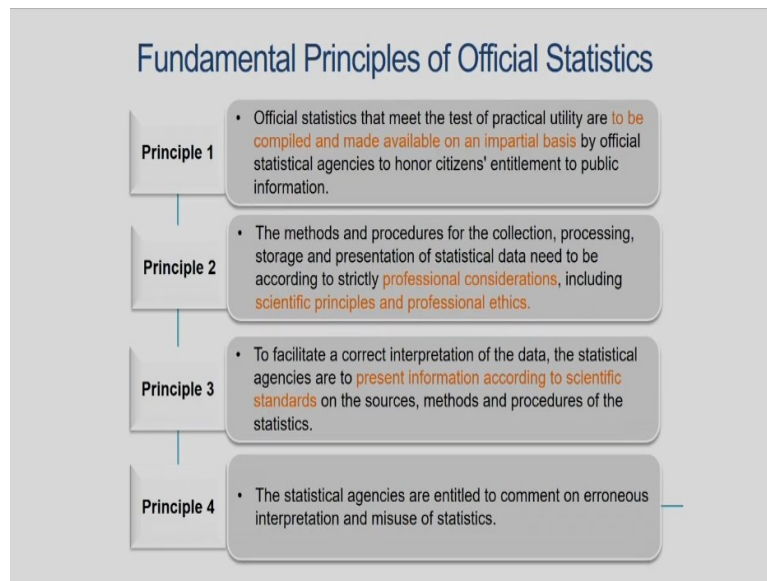 Fundamental Principles of Official Statistics
Principle 1
• Official statistics that meet the test of practical utility are to be
compiled and made available on an impartial basis by official
statistical agencies to honor citizens' entitlement to public
information.
Principle 2
• The methods and procedures for the collection, processing,
storage and presentation of statistical data need to be
according to strictly professional considerations, including
scientific principles and professional ethics.
Principle 3
• To facilitate a correct interpretation of the data, the statistical
agencies are to present information according to scientific
standards on the sources, methods and procedures of the
statistics.
Principle 4
• The statistical agencies are entitled to comment on erroneous
interpretation and misuse of statistics.